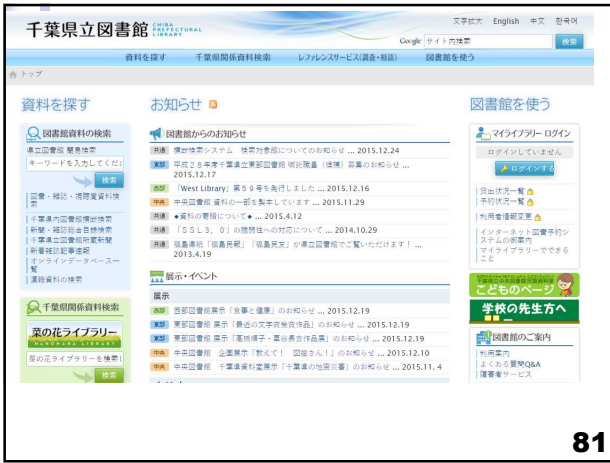 千葉県立図書館
CHIBA
PREFECTURAL
LIBRARY
文字拡大 English 中文 한국어
Google サイト内検索 検索
資料を探す 千葉県関係資料検索 レファレンスサービス(調査・相談) 図書館を使う
トップ
資料を探す
図書館資料の検索
県立図書館 簡易検索
キーワードを入力してくだ
検索
図書・雑誌・視聴覚資料検
索
千葉県内図書館横断検索
新聞・雑誌総合目録検索
千葉県立図書館所蔵新聞
新着雑誌記事速報
オンラインデータベース一
覧
漢籍資料の検索
千葉県関係資料検索
菜の花ライブラリー
NANOHANA LIBRARY
菜の花ライブラリーを検索
検索
お知らせ
図書館からのお知らせ
共通 横断検索システム 検索対象館についてのお知らせ ... 2015.12.24
東部 平成28年度千葉県立東部図書館 嘱託職員(候補)募集のお知らせ ...
2015.12.17
西部 「West Library」第50号を発行しました ... 2015.12.16
中央 中央図書館 資料の一部を製本しています ... 2015.11.29
共通 ◆資料の寄贈について◆ ... 2015.4.12
共通 「SSL3.0」の脆弱性への対応について ... 2014.10.29
共通 福島県紙「福島民報」「福島民友」が県立図書館でご覧いただけます! ...
2013.4.19
展示・イベント
展示
西部 西部図書館展示「食事と健康」のお知らせ ... 2015.12.19
東部 東部図書館 展示「最近の文学賞受賞作品」のお知らせ ... 2015.12.19
東部 東部図書館 展示「高橋順子・車谷長吉作品展」のお知らせ ... 2015.12.19
中央 中央図書館 企画展示「教えて! 図書さん!」のお知らせ ... 2015.12.10
中央 中央図書館 千葉県資料室展示「千葉県の地震災害」のお知らせ ... 2015.11. 4
図書館を使う
マイライブラリー ログイン
ログインしていません
ログインする
貸出状況一覧
予約状況一覧
利用者情報変更
インターネット図書予約シ
ステムの御案内
マイライブラリーでできる
こと
こどものページ
学校の先生方へ
図書館のご案内
利用案内
よくある質問Q&A
障害者サービス
81